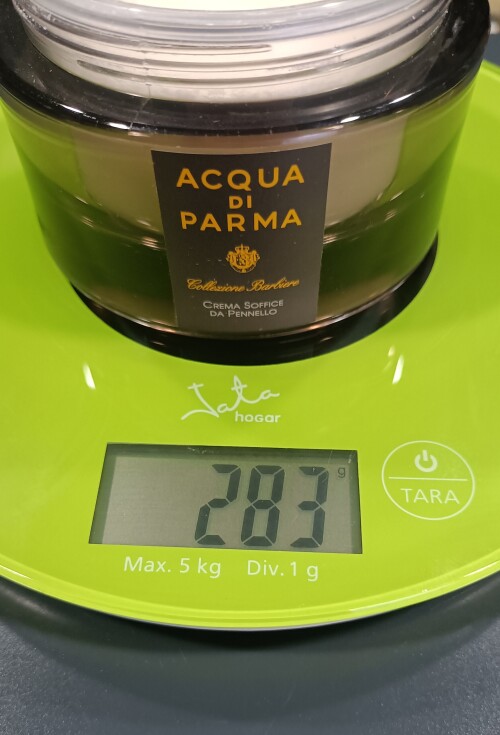 ACQUA
DI
PARMA
Collezione Barbiere
CREMA SOFFICE
DA PENNELLO
Jata
hogar
283 g
TARA
Max. 5 kg Div. 1 g